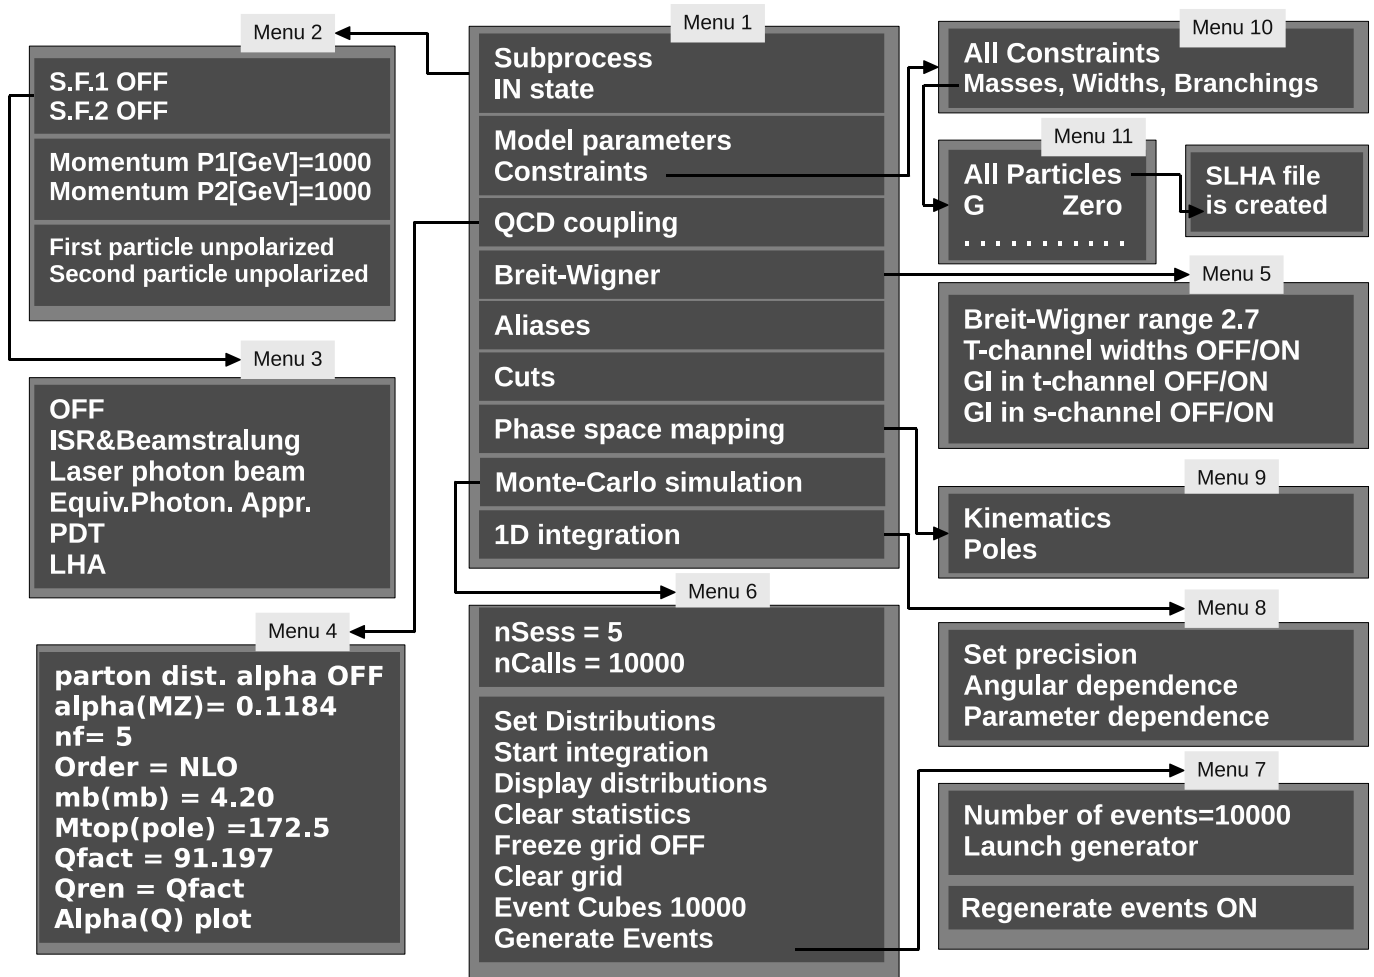 Menu 1
Subprocess
IN state
Model parameters
Constraints
QCD coupling
Breit-Wigner
Aliases
Cuts
Phase space mapping
Monte-Carlo simulation
1D integration
Menu 2
S.F.1 OFF
S.F.2 OFF
Momentum P1[GeV]=1000
Momentum P2[GeV]=1000
First particle unpolarized
Second particle unpolarized
Menu 3
OFF
ISR&Beamstralung
Laser photon beam
Equiv.Photon. Appr.
PDT
LHA
Menu 4
parton dist. alpha OFF
alpha(MZ)= 0.1184
nf= 5
Order = NLO
mb(mb) = 4.20
Mtop(pole) =172.5
Qfact = 91.197
Qren = Qfact
Alpha(Q) plot
Menu 6
nSess = 5
nCalls = 10000
Set Distributions
Start integration
Display distributions
Clear statistics
Freeze grid OFF
Clear grid
Event Cubes 10000
Generate Events
Menu 10
All Constraints
Masses, Widths, Branchings
Menu 11
All Particles
G Zero
. . . . . . . . . . .
SLHA file
is created
Menu 5
Breit-Wigner range 2.7
T-channel widths OFF/ON
GI in t-channel OFF/ON
GI in s-channel OFF/ON
Menu 9
Kinematics
Poles
Menu 8
Set precision
Angular dependence
Parameter dependence
Menu 7
Number of events=10000
Launch generator
Regenerate events ON